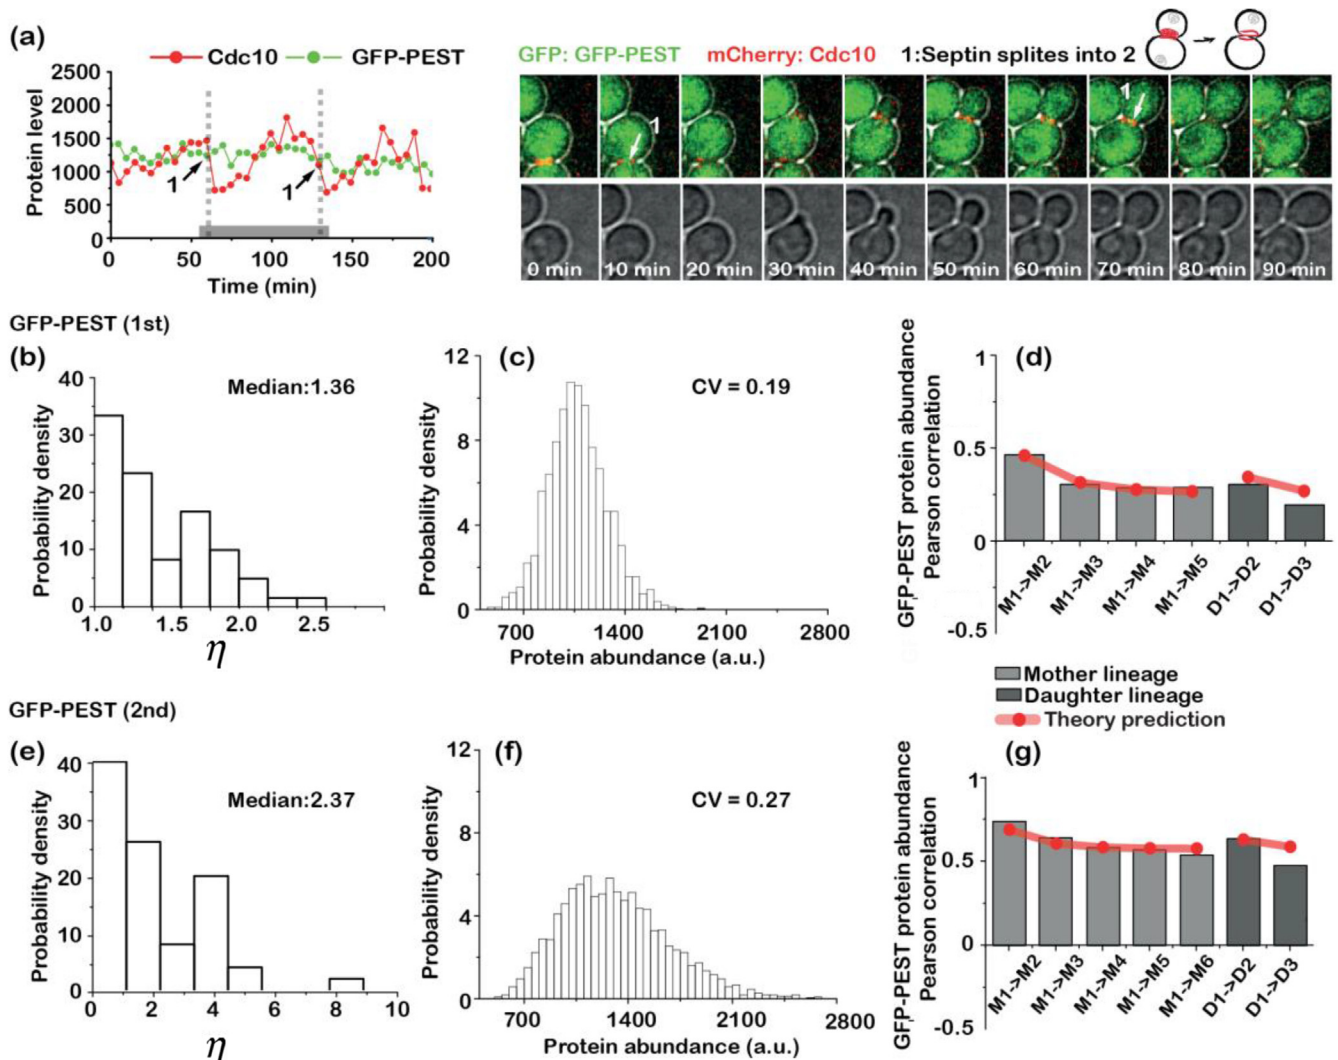 (a)
Cdc10 GFP-PEST
Protein level
2500
2000
1500
1000
500
0
1
1
0 50 100 150 200
Time (min)
GFP: GFP-PEST mCherry: Cdc10 1:Septin splites into 2
1
1
0 min 10 min 20 min 30 min 40 min 50 min 60 min 70 min 80 min 90 min
GFP-PEST (1st)
(b)
Median:1.36
Probability density
40
30
20
10
0
1.0 1.5 2.0 2.5
η
(c)
CV = 0.19
Probability density
12
8
4
0
700 1400 2100 2800
Protein abundance (a.u.)
(d)
GFP-PEST protein abundance
Pearson correlation
1
0.5
0
-0.5
M1->M2 M1->M3 M1->M4 M1->M5 D1->D2 D1->D3
Mother lineage
Daughter lineage
Theory prediction
GFP-PEST (2nd)
(e)
Median:2.37
Probability density
40
30
20
10
0
0 2 4 6 8 10
η
(f)
CV = 0.27
Probability density
12
8
4
0
700 1400 2100 2800
Protein abundance (a.u.)
(g)
GFP-PEST protein abundance
Pearson correlation
1
0.5
0
-0.5
M1->M2 M1->M3 M1->M4 M1->M5 M1->M6 D1->D2 D1->D3